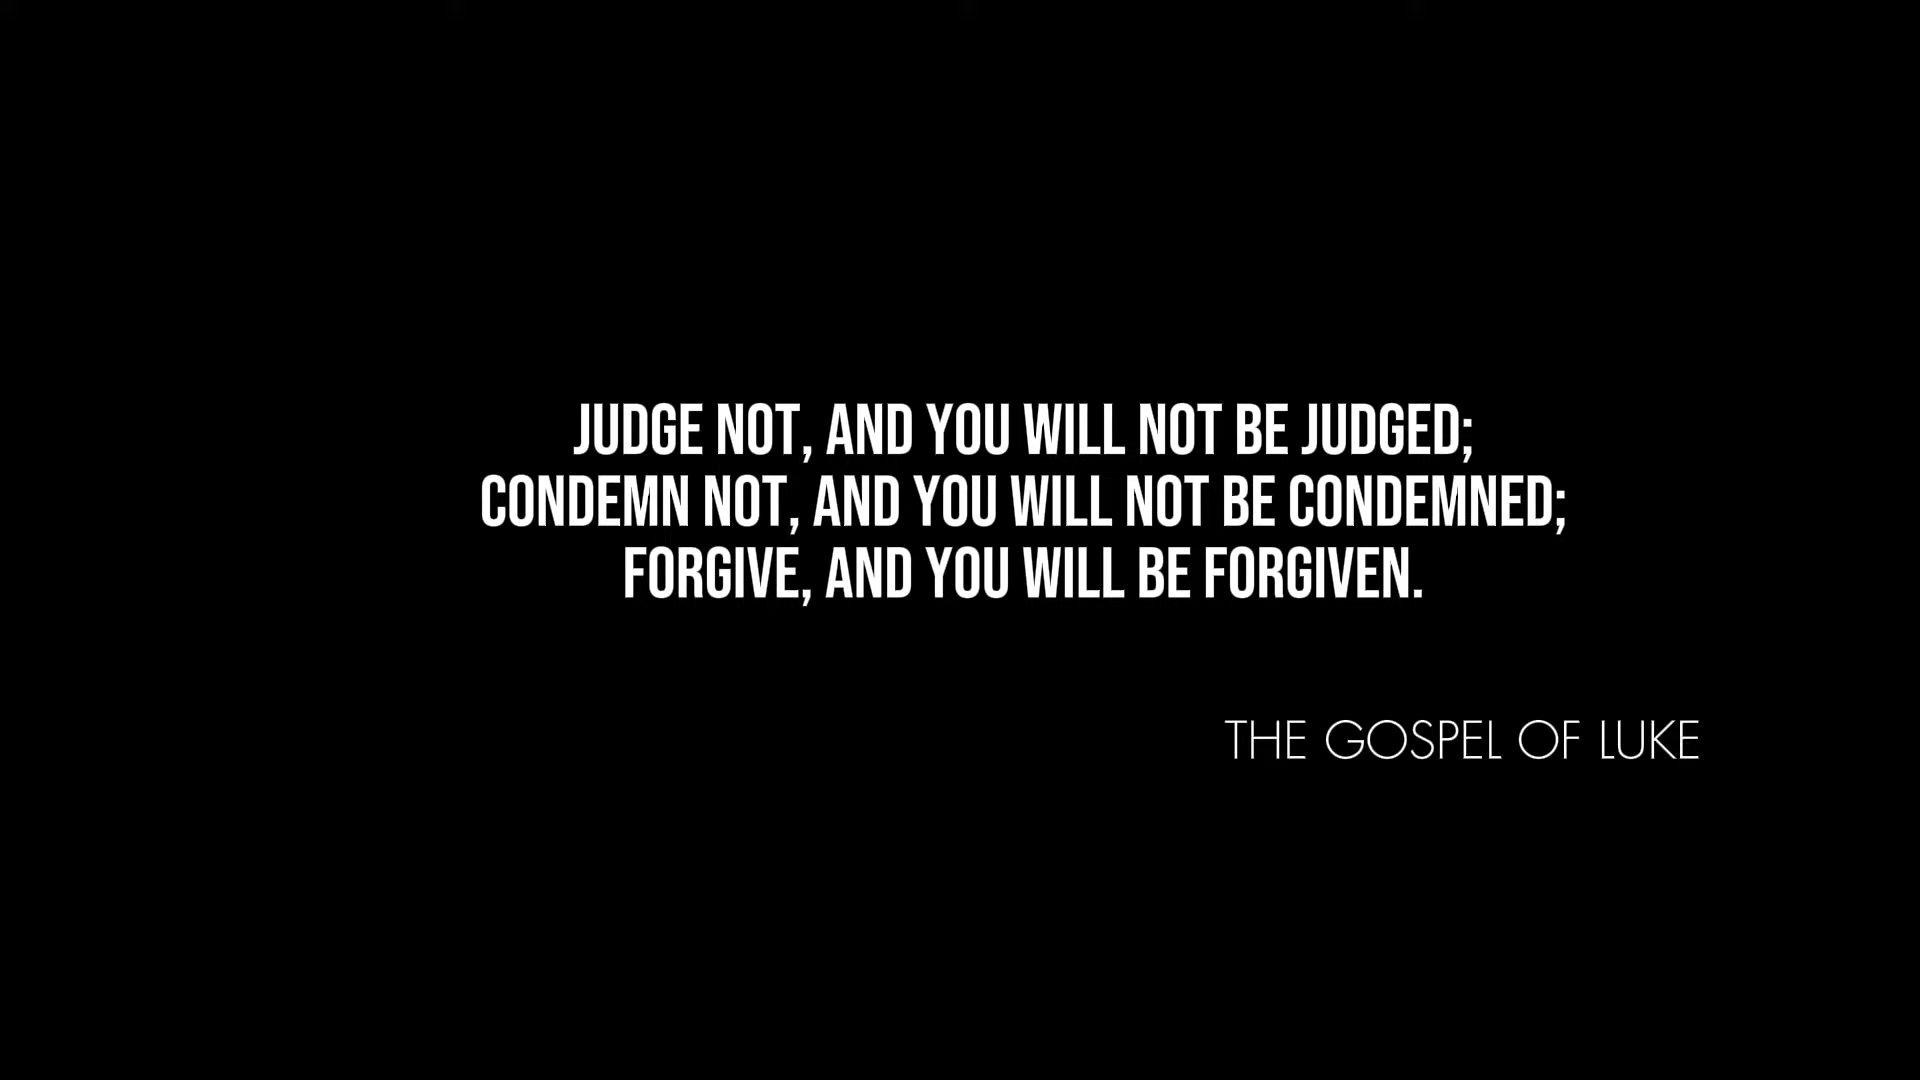 JUDGE NOT, AND YOU WILL NOT BE JUDGED;
CONDEMN NOT, AND YOU WILL NOT BE CONDEMNED;
FORGIVE, AND YOU WILL BE FORGIVEN.
THE GOSPEL OF LUKE